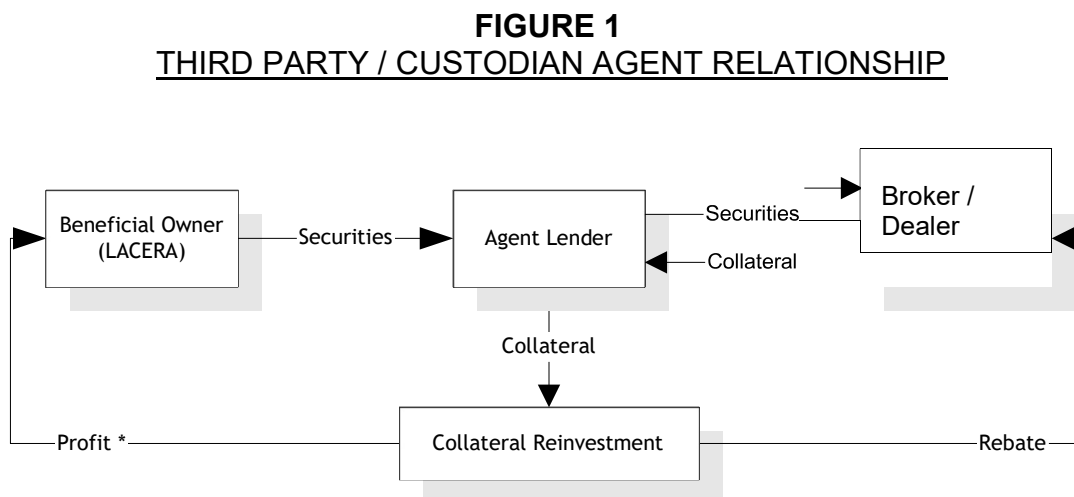 FIGURE 1
THIRD PARTY / CUSTODIAN AGENT RELATIONSHIP
Beneficial Owner
(LACERA)
Securities
Agent Lender
Securities
Collateral
Broker /
Dealer
Collateral
Profit *
Collateral Reinvestment
Rebate